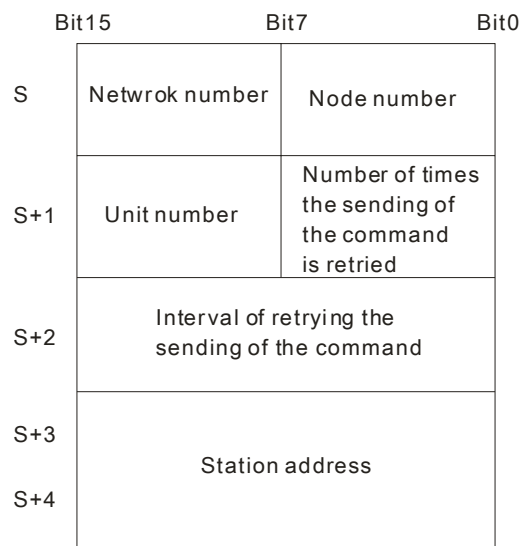 Bit15 Bit7 Bit0
S Netwrok number Node number
S+1 Unit number
Number of times
the sending of
the command
is retried
S+2
Interval of retrying the
sending of the command
S+3
Station address
S+4